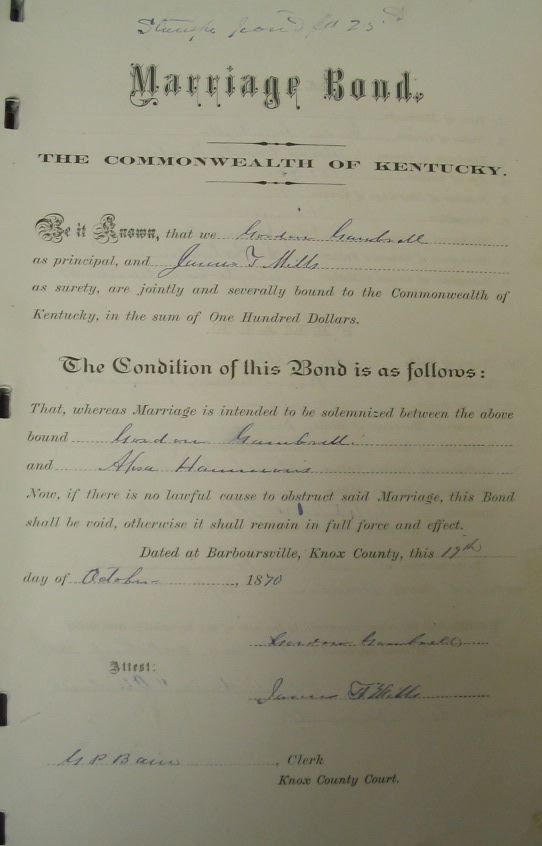 Marriage Bond.
THE COMMONWEALTH OF KENTUCKY.
Be it Known, that we Gordon Gambrell
as principal, and James F Mills
as surety, are jointly and severally bound to the Commonwealth of
Kentucky, in the sum of One Hundred Dollars.
The Condition of this Bond is as follows:
That, whereas Marriage is intended to be solemnized between the above
bound Gordon Gambrell
and Hammons
Now, if there is no lawful cause to obstruct said Marriage, this Bond
shall be void, otherwise it shall remain in full force and effect.
Dated at Barboursville, Knox County, this 19th
day of October, 1870
Gordon Gambrell
Attest:
James F Mills
G P Bain, Clerk
Knox County Court.